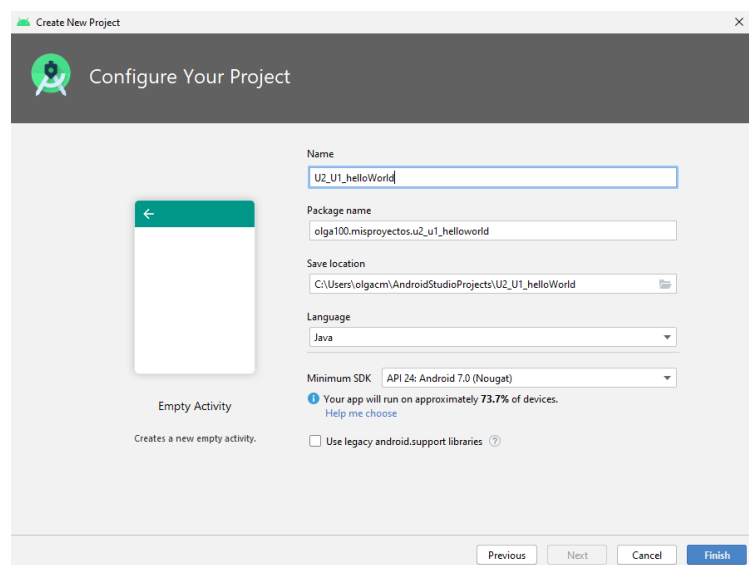 Create New Project
Configure Your Project
Name
U2_U1_helloWorld
Package name
olga100.misproyectos.u2_u1_helloworld
Save location
C:\Users\olgacm\AndroidStudioProjects\U2_U1_helloWorld
Language
Java
Minimum SDK API 24: Android 7.0 (Nougat)
Your app will run on approximately 73.7% of devices.
Help me choose
Use legacy android.support libraries
Empty Activity
Creates a new empty activity.
Previous Next Cancel Finish